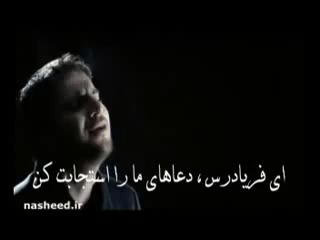 ای فریادرس، دعاهای ما را استجابت کن
nasheed.ir